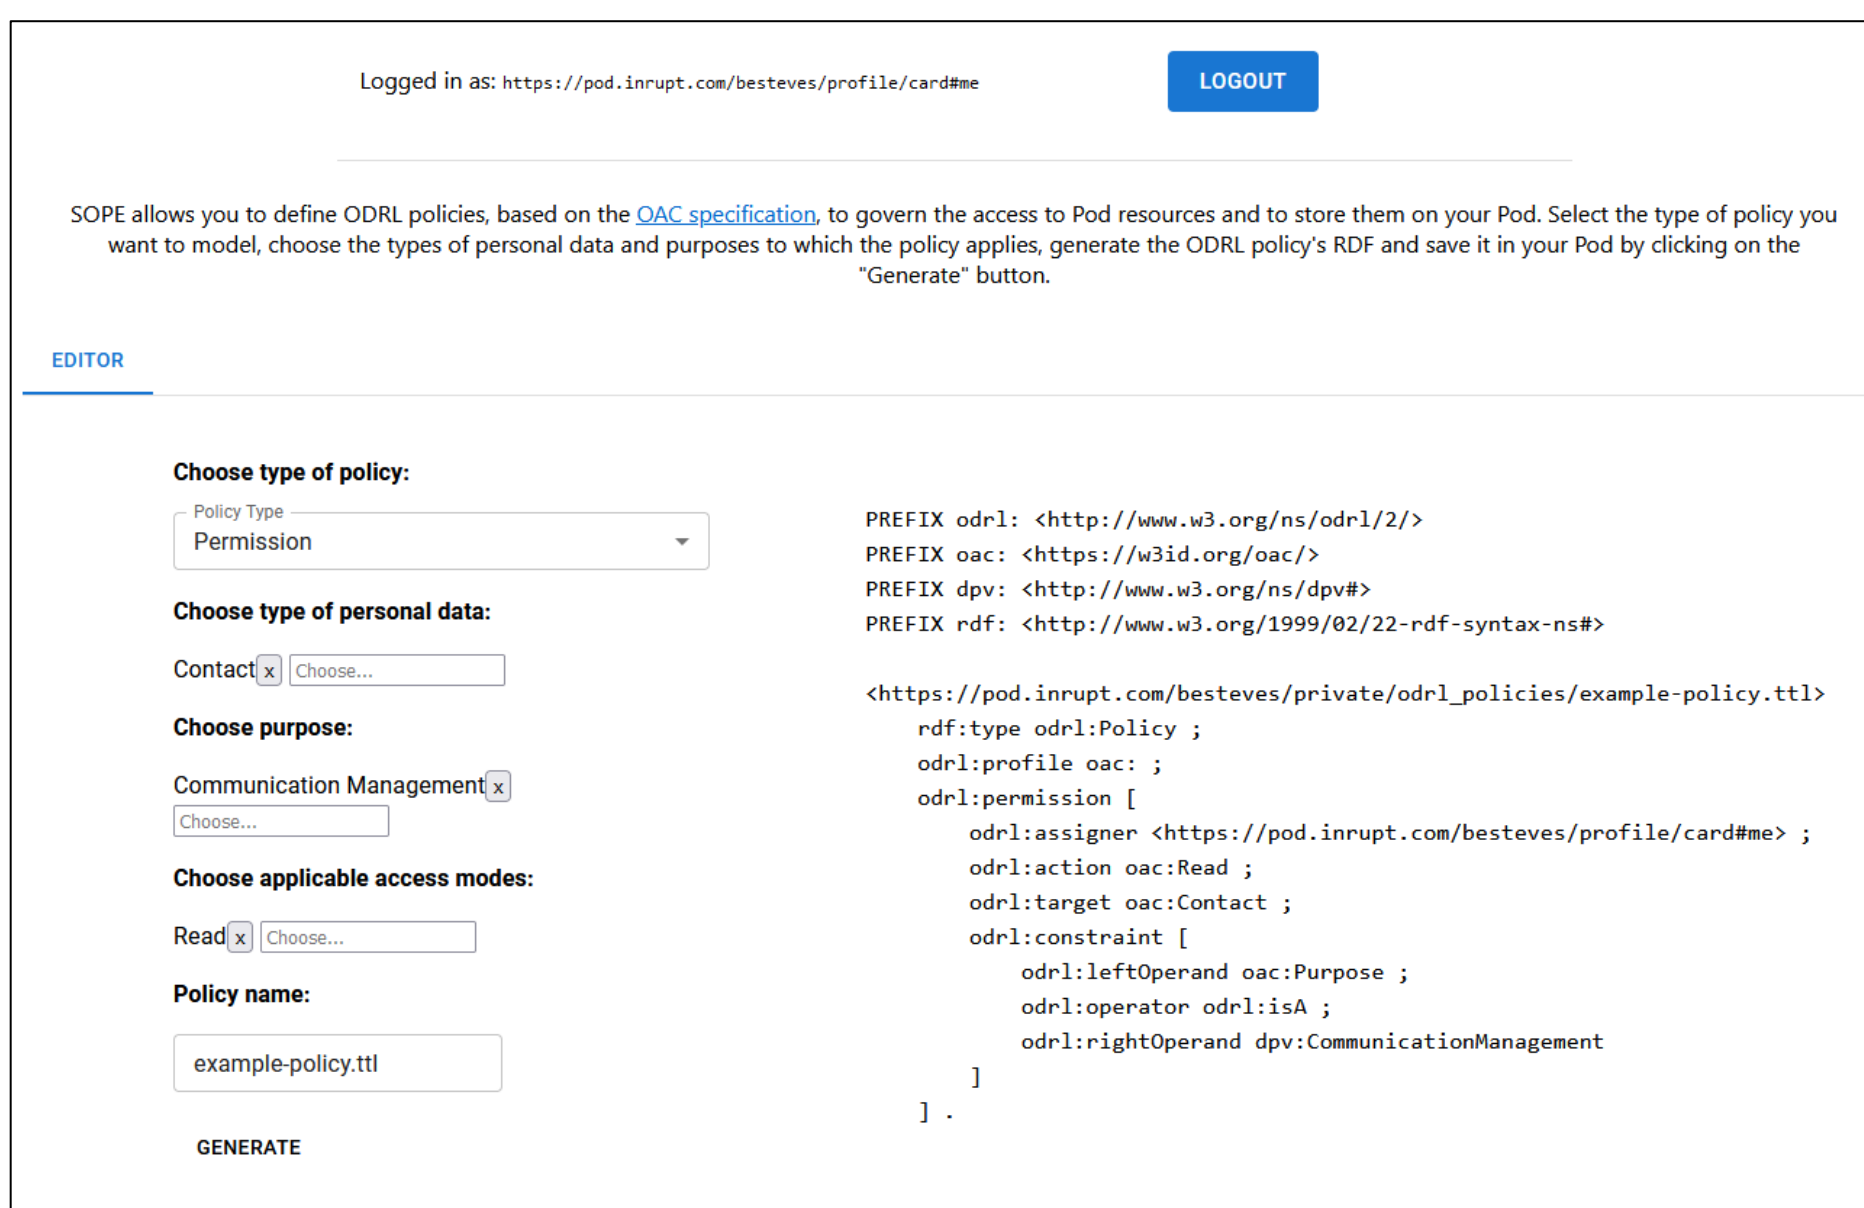 Logged in as: https://pod.inrupt.com/besteves/profile/card#me
LOGOUT
SOPE allows you to define ODRL policies, based on the OAC specification, to govern the access to Pod resources and to store them on your Pod. Select the type of policy you
want to model, choose the types of personal data and purposes to which the policy applies, generate the ODRL policy's RDF and save it in your Pod by clicking on the
"Generate" button.
EDITOR
Choose type of policy:
Policy Type
Permission
Choose type of personal data:
Contact x Choose...
Choose purpose:
Communication Management x
Choose...
Choose applicable access modes:
Read x Choose...
Policy name:
example-policy.ttl
GENERATE
PREFIX odrl: <http://www.w3.org/ns/odrl/2/>
PREFIX oac: <https://w3id.org/oac/>
PREFIX dpv: <http://www.w3.org/ns/dpv#>
PREFIX rdf: <http://www.w3.org/1999/02/22-rdf-syntax-ns#>
<https://pod.inrupt.com/besteves/private/odrl_policies/example-policy.ttl>
    rdf:type odrl:Policy ;
    odrl:profile oac: ;
    odrl:permission [
        odrl:assigner <https://pod.inrupt.com/besteves/profile/card#me> ;
        odrl:action oac:Read ;
        odrl:target oac:Contact ;
        odrl:constraint [
            odrl:leftOperand oac:Purpose ;
            odrl:operator odrl:isA ;
            odrl:rightOperand dpv:CommunicationManagement
        ]
    ] .